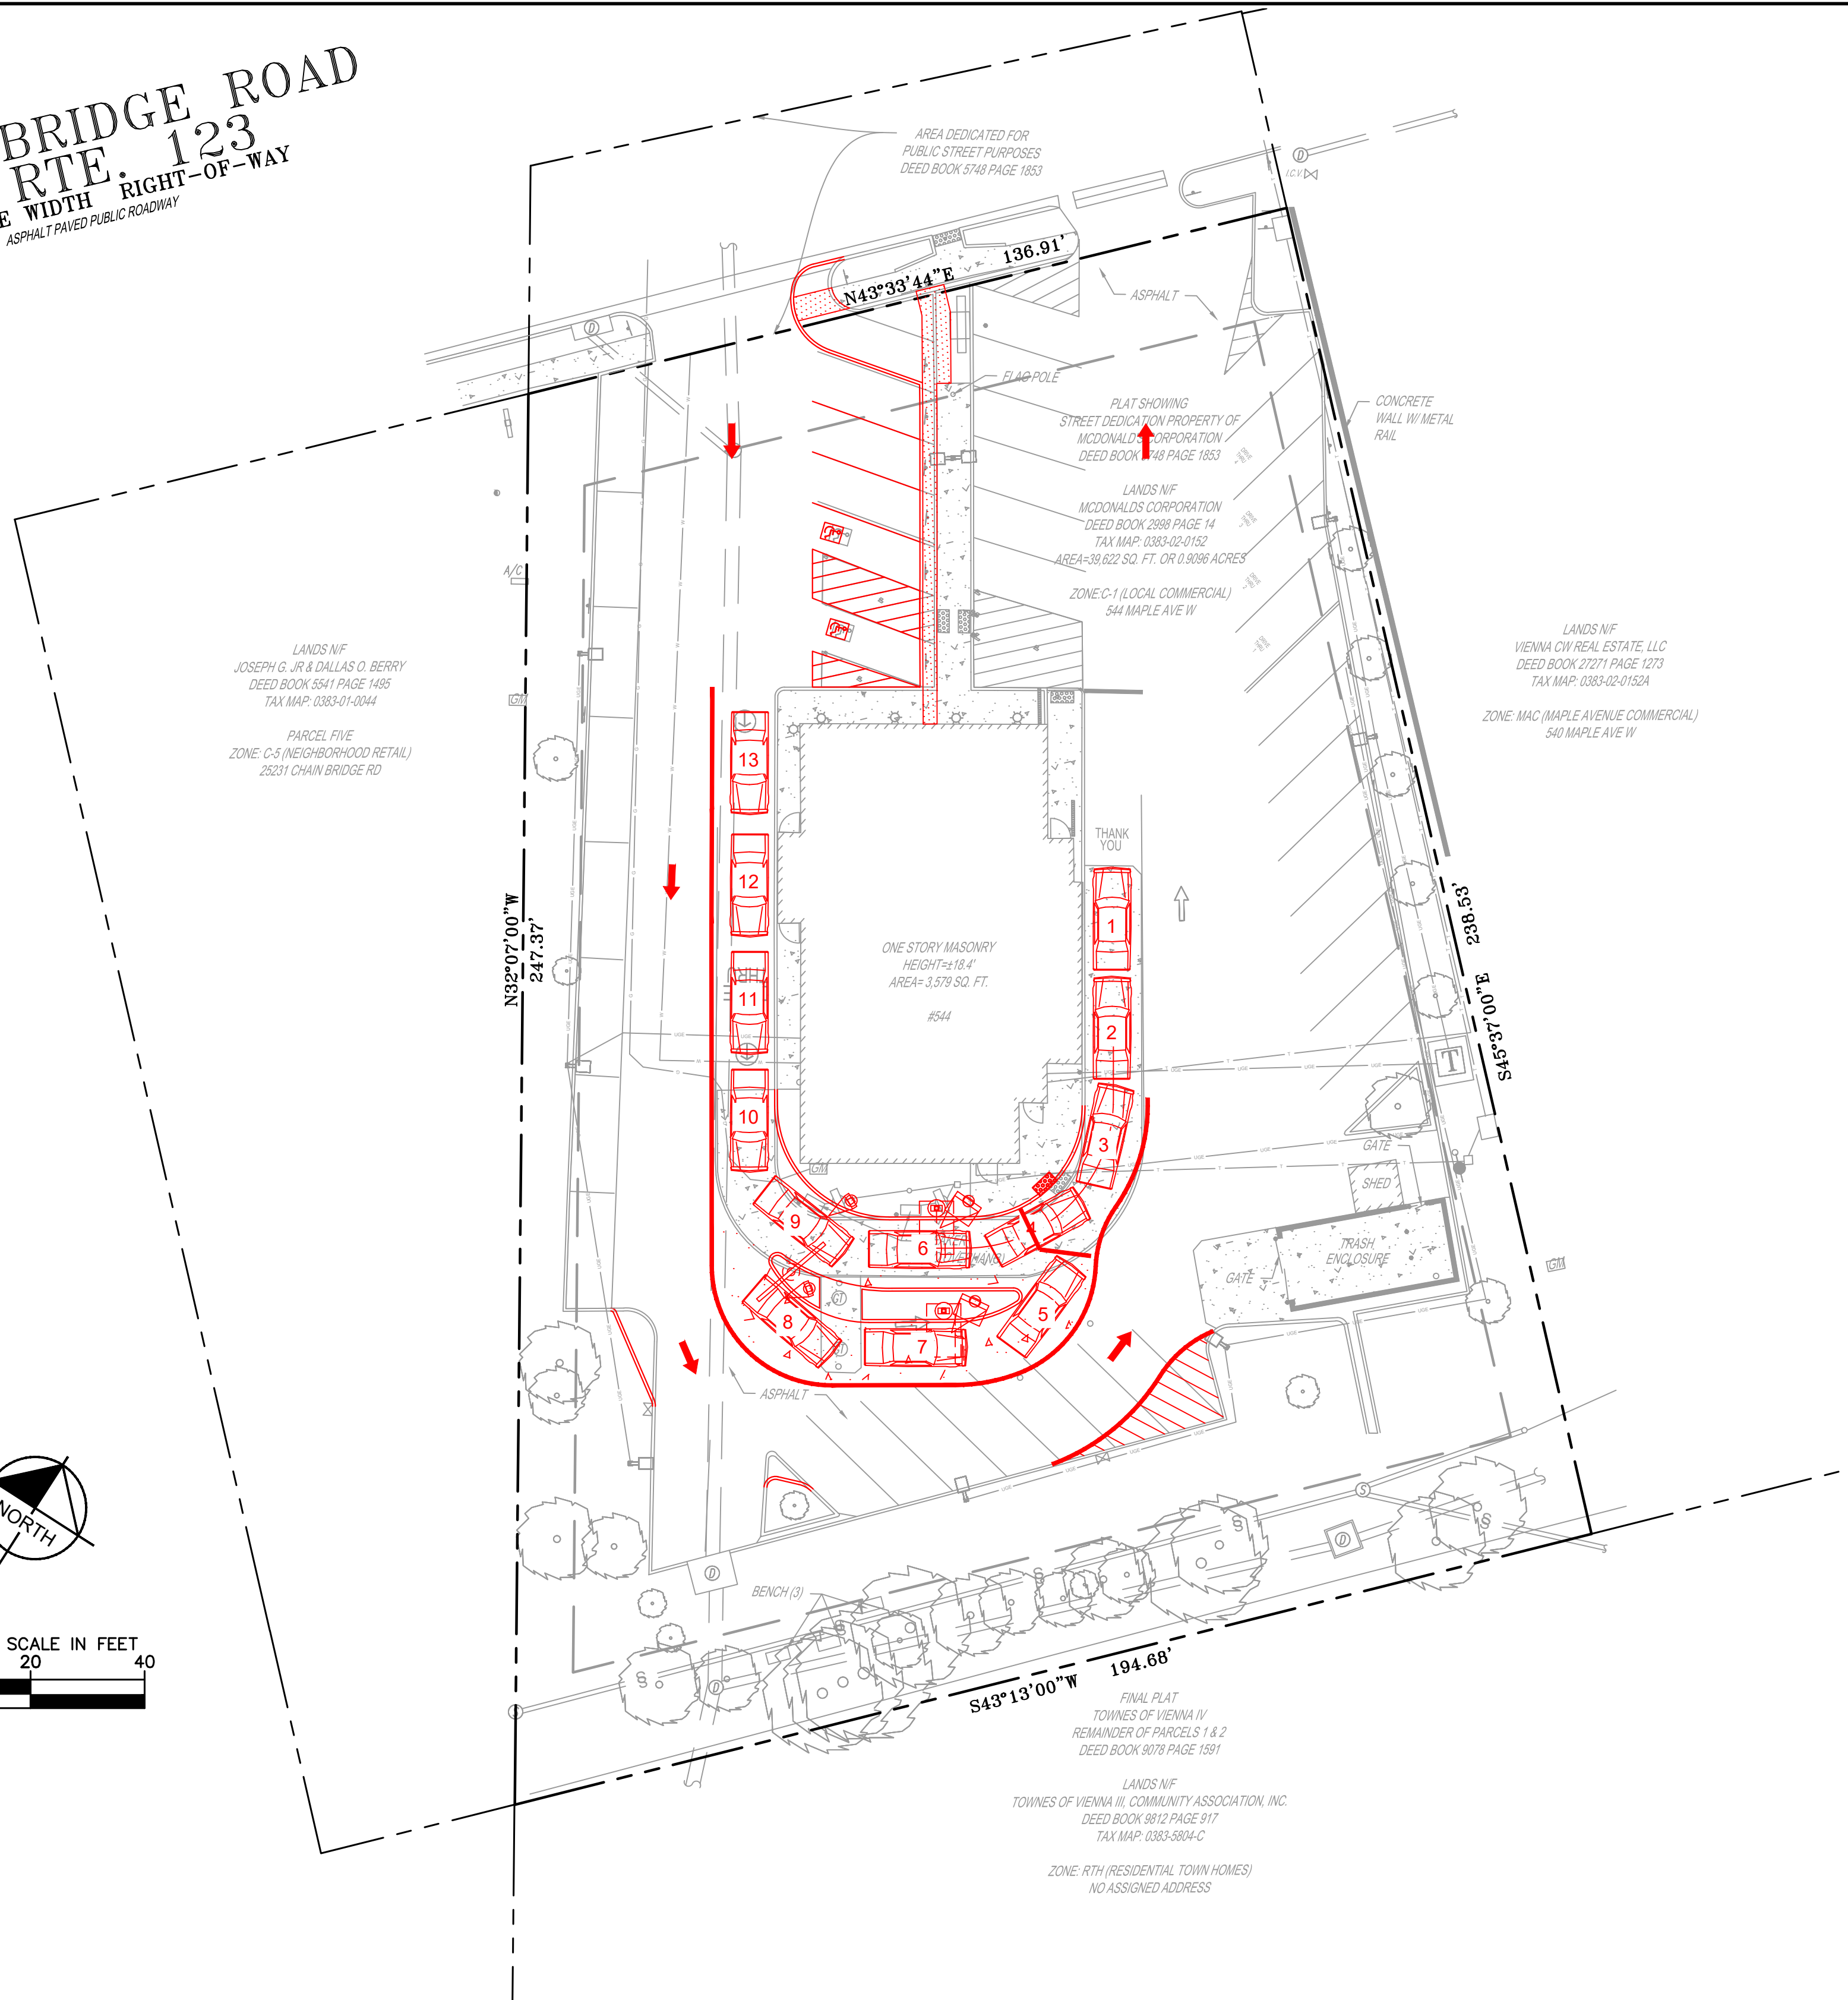 BRIDGE ROAD
RTE. 123
E WIDTH RIGHT-OF-WAY
ASPHALT PAVED PUBLIC ROADWAY
AREA DEDICATED FOR
PUBLIC STREET PURPOSES
DEED BOOK 5748 PAGE 1853
D
I.C.V.
N43°33'44"E 136.91'
ASPHALT
D
FLAG POLE
PLAT SHOWING
STREET DEDICATION PROPERTY OF
MCDONALDS CORPORATION
DEED BOOK 5748 PAGE 1853
CONCRETE
WALL W/ METAL
RAIL
LANDS N/F
MCDONALDS CORPORATION
DEED BOOK 2998 PAGE 14
TAX MAP: 0383-02-0152
AREA=39,622 SQ. FT. OR 0.9096 ACRES
ZONE:C-1 (LOCAL COMMERCIAL)
544 MAPLE AVE W
A/C
LANDS N/F
JOSEPH G. JR & DALLAS O. BERRY
DEED BOOK 5541 PAGE 1495
TAX MAP: 0383-01-0044
PARCEL FIVE
ZONE: C-5 (NEIGHBORHOOD RETAIL)
25231 CHAIN BRIDGE RD
GM
LANDS N/F
VIENNA CW REAL ESTATE, LLC
DEED BOOK 27271 PAGE 1273
TAX MAP: 0383-02-0152A
ZONE: MAC (MAPLE AVENUE COMMERCIAL)
540 MAPLE AVE W
13
12
11
10
THANK
YOU
1
2
3
N32°07'00"W
247.37'
ONE STORY MASONRY
HEIGHT=±18.4'
AREA= 3,579 SQ. FT.
#544
S45°37'00"E 238.53'
T
GATE
SHED
GM
9
6
4
8
7
5
GT
GT
TRASH
ENCLOSURE
GATE
GM
ASPHALT
NORTH
D
S
BENCH (3)
D
SCALE IN FEET
20 40
D
S
S43°13'00"W 194.68'
FINAL PLAT
TOWNES OF VIENNA IV
REMAINDER OF PARCELS 1 & 2
DEED BOOK 9078 PAGE 1591
LANDS N/F
TOWNES OF VIENNA III, COMMUNITY ASSOCIATION, INC.
DEED BOOK 9812 PAGE 917
TAX MAP: 0383-5804-C
ZONE: RTH (RESIDENTIAL TOWN HOMES)
NO ASSIGNED ADDRESS